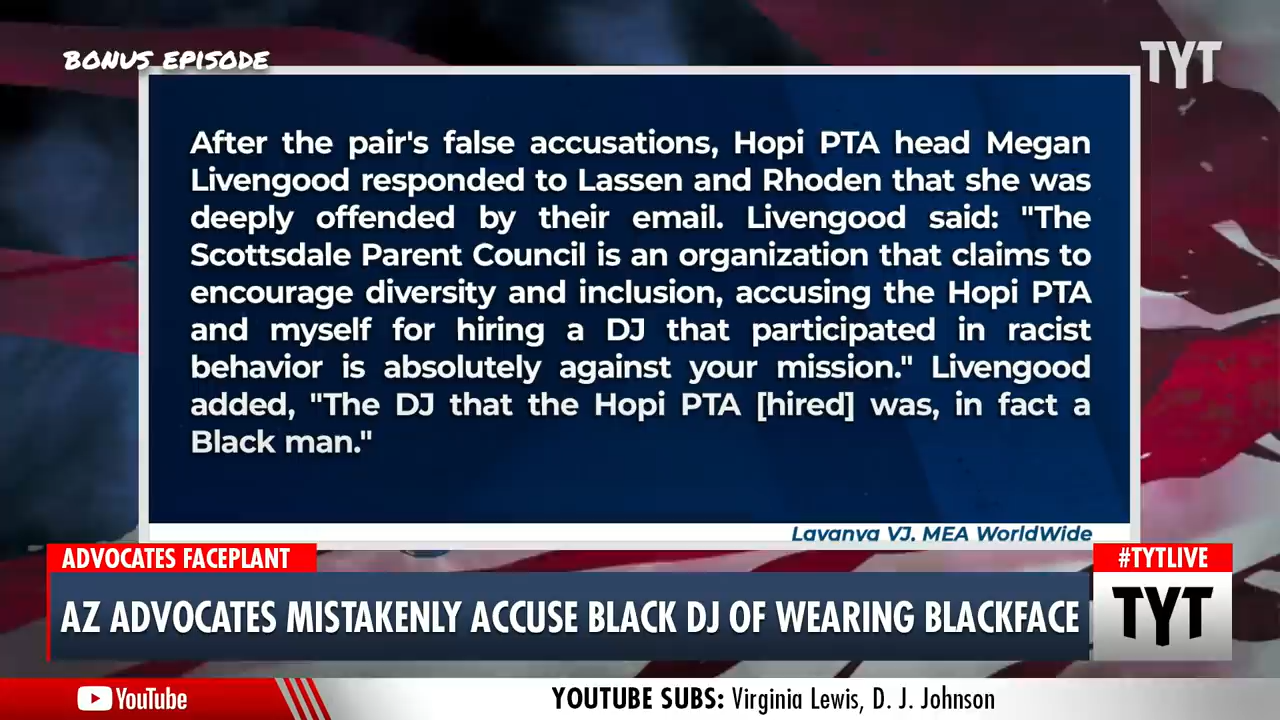 BONUS EPISODE
TYT
After the pair's false accusations, Hopi PTA head Megan
Livengood responded to Lassen and Rhoden that she was
deeply offended by their email. Livengood said: "The
Scottsdale Parent Council is an organization that claims to
encourage diversity and inclusion, accusing the Hopi PTA
and myself for hiring a DJ that participated in racist
behavior is absolutely against your mission." Livengood
added, "The DJ that the Hopi PTA [hired] was, in fact a
Black man."
Lavanya VJ, MEA WorldWide
ADVOCATES FACEPLANT
#TYTLIVE
AZ ADVOCATES MISTAKENLY ACCUSE BLACK DJ OF WEARING BLACKFACE
TYT
YouTube
YOUTUBE SUBS: Virginia Lewis, D. J. Johnson